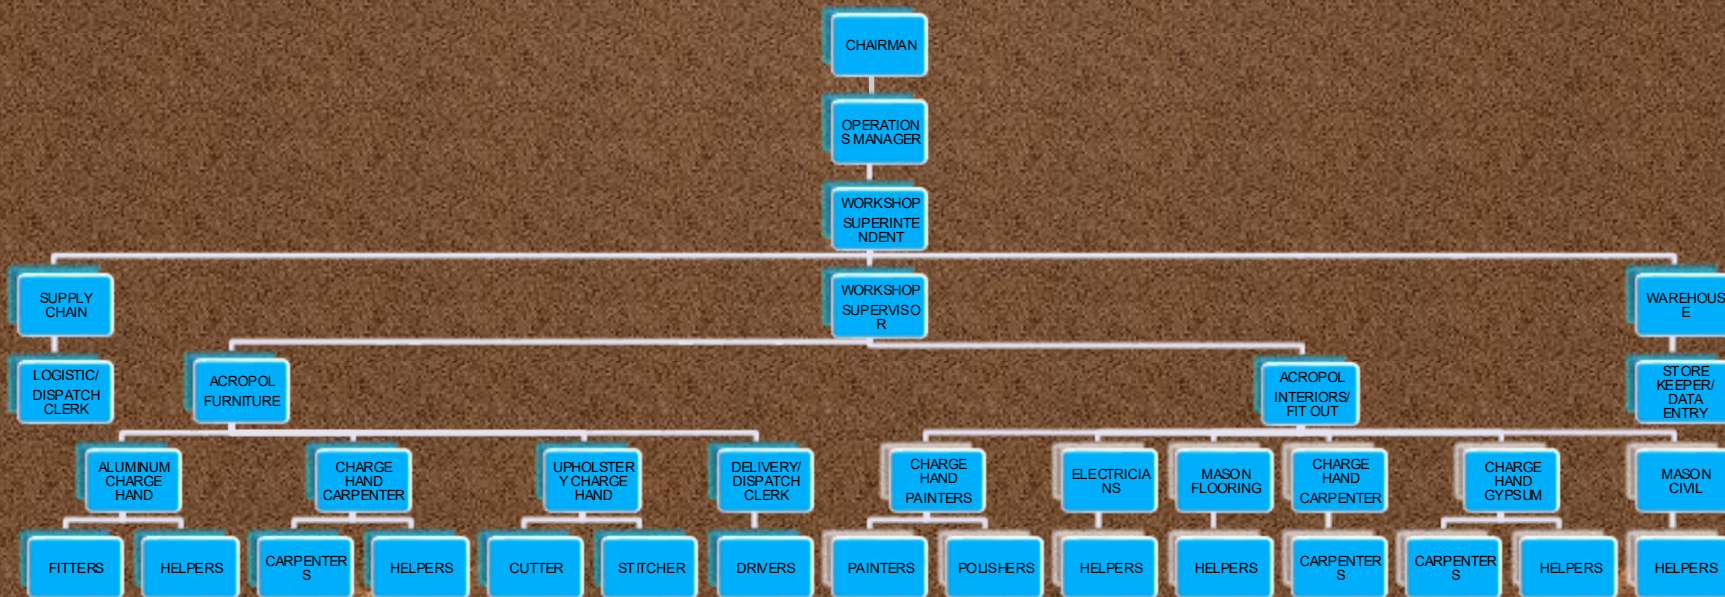 CHAIRMAN
OPERATION
S MANAGER
WORKSHOP
SUPERINTE
NDENT
SUPPLY
CHAIN
WORKSHOP
SUPERVISO
R
WAREHOUS
E
LOGISTIC/
DISPATCH
CLERK
ACROPOL
FURNITURE
ACROPOL
INTERIORS/
FIT OUT
STORE
KEEPER/
DATA
ENTRY
ALUMINUM
CHARGE
HAND
CHARGE
HAND
CARPENTER
UPHOLSTER
Y CHARGE
HAND
DELIVERY/
DISPATCH
CLERK
CHARGE
HAND
PAINTERS
ELECTRICIA
NS
MASON
FLOORING
CHARGE
HAND
CARPENTER
CHARGE
HAND
GYPSUM
MASON
CIVIL
FITTERS
HELPERS
CARPENTER
S
HELPERS
CUTTER
STITCHER
DRIVERS
PAINTERS
POLISHERS
HELPERS
HELPERS
CARPENTER
S
CARPENTER
S
HELPERS
HELPERS